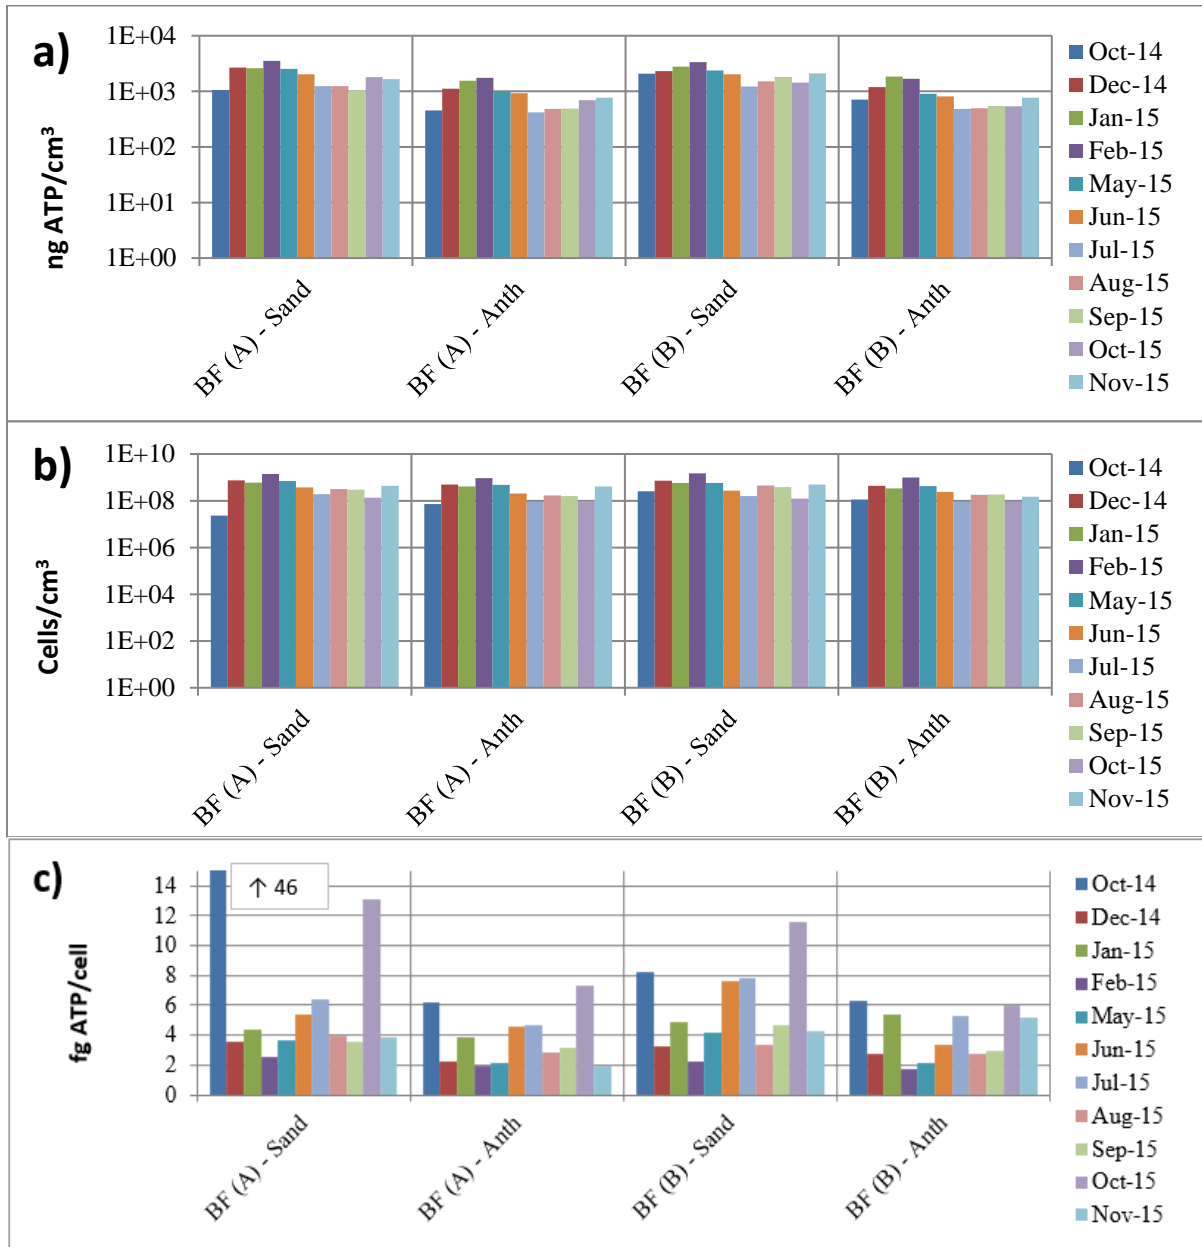 a)
ng ATP/cm³
1E+04
1E+03
1E+02
1E+01
1E+00
BF (A) - Sand
BF (A) - Anth
BF (B) - Sand
BF (B) - Anth
Oct-14
Dec-14
Jan-15
Feb-15
May-15
Jun-15
Jul-15
Aug-15
Sep-15
Oct-15
Nov-15
b)
Cells/cm³
1E+10
1E+08
1E+06
1E+04
1E+02
1E+00
BF (A) - Sand
BF (A) - Anth
BF (B) - Sand
BF (B) - Anth
Oct-14
Dec-14
Jan-15
Feb-15
May-15
Jun-15
Jul-15
Aug-15
Sep-15
Oct-15
Nov-15
c)
fg ATP/cell
14
12
10
8
6
4
2
0
↑ 46
BF (A) - Sand
BF (A) - Anth
BF (B) - Sand
BF (B) - Anth
Oct-14
Dec-14
Jan-15
Feb-15
May-15
Jun-15
Jul-15
Aug-15
Sep-15
Oct-15
Nov-15